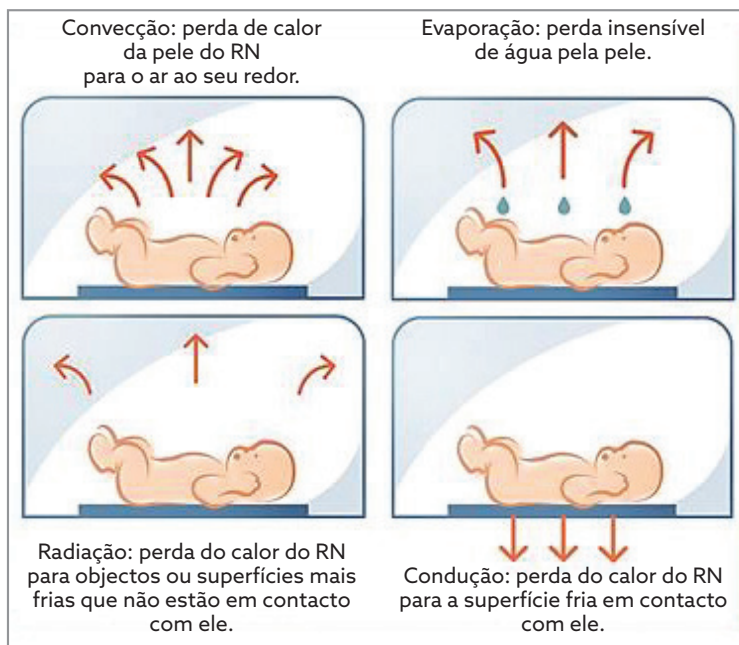 Convecção: perda de calor
da pele do RN
para o ar ao seu redor.
Evaporação: perda insensível
de água pela pele.
Radiação: perda do calor do RN
para objectos ou superfícies mais
frias que não estão em contacto
com ele.
Condução: perda do calor do RN
para a superfície fria em contacto
com ele.